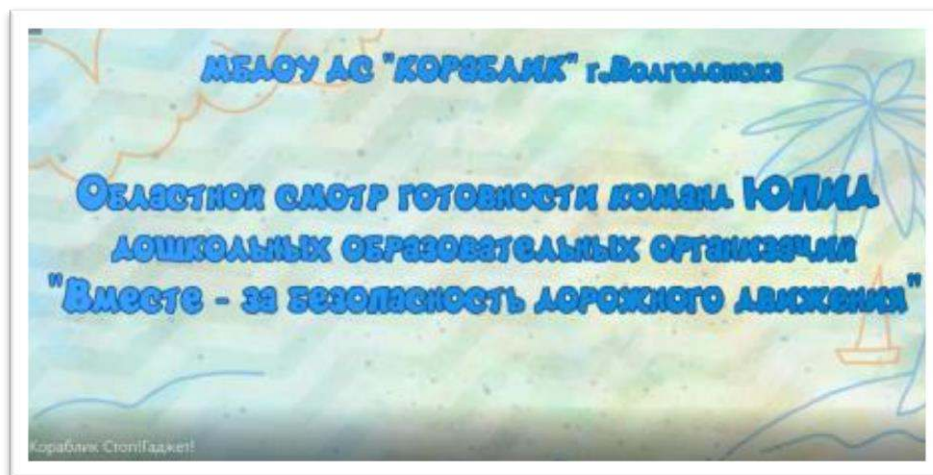 МБДОУ ДС "КОРАБЛИК" г.Волгодонска
Областной смотр готовности команд ЮПИД
дошкольных образовательных организаций
"Вместе - за безопасность дорожного движения"
Кораблик Стоп!Гаджет!